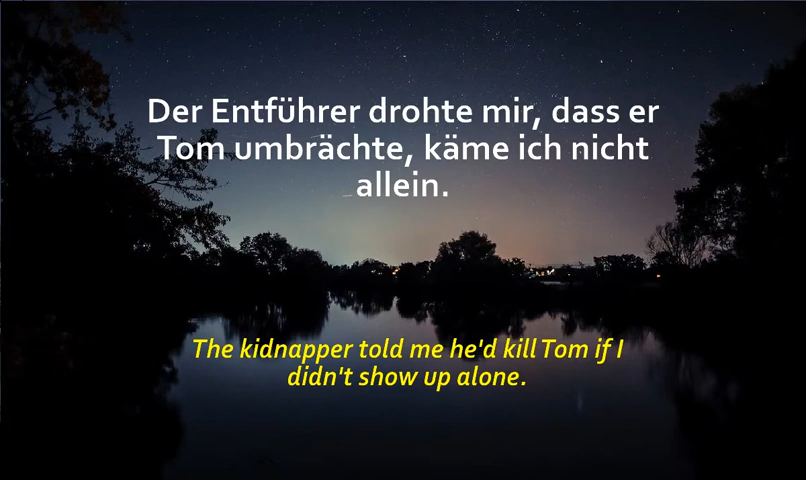 Der Entführer drohte mir, dass er
Tom umbrächte, käme ich nicht
allein.
The kidnapper told me he'd kill Tom if I
didn't show up alone.